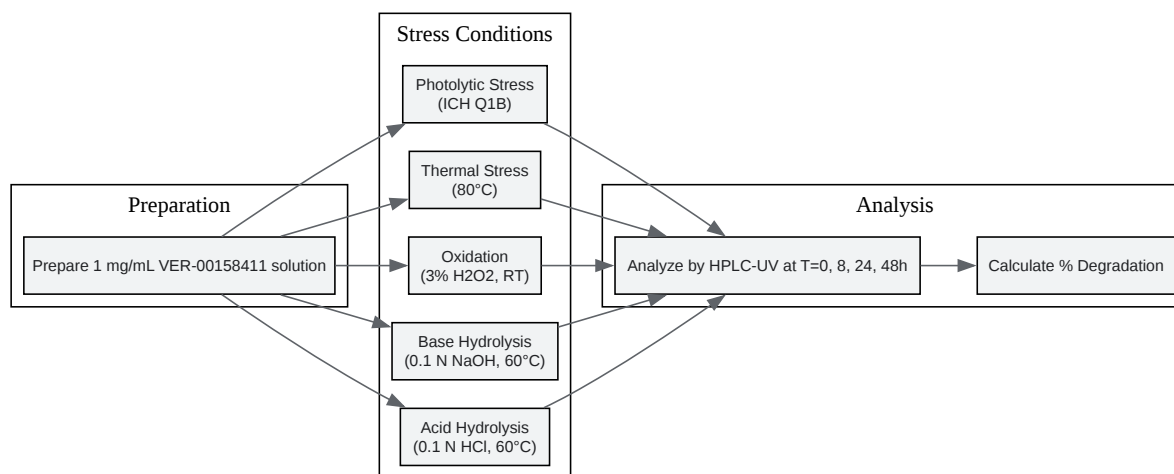 Stress Conditions
Photolytic Stress
(ICH Q1B)
Thermal Stress
(80°C)
Preparation
Analysis
Prepare 1 mg/mL VER-00158411 solution
Oxidation
(3% H2O2, RT)
Analyze by HPLC-UV at T=0, 8, 24, 48h
Calculate % Degradation
Base Hydrolysis
(0.1 N NaOH, 60°C)
Acid Hydrolysis
(0.1 N HCl, 60°C)